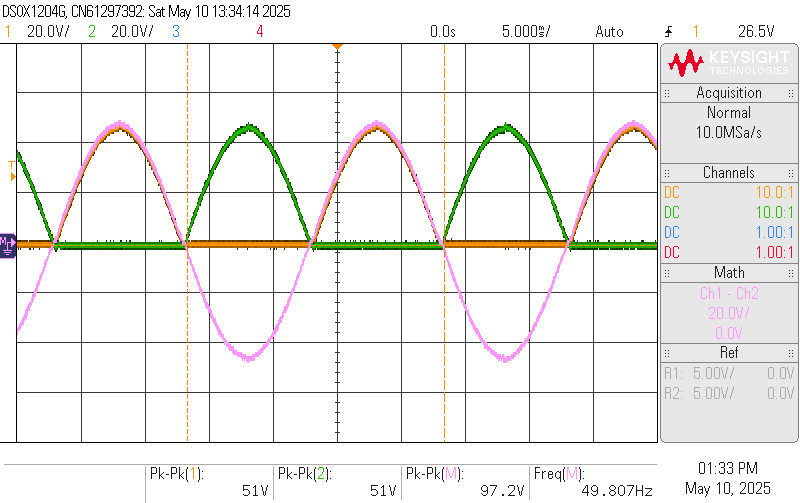 DSOX1204G, CN61297392: Sat May 10 13:34:14 2025
1 20.0V/ 2 20.0V/ 3 4 0.0s 5.000ms/ Auto 1 26.5V
KEYSIGHT
TECHNOLOGIES
Acquisition
Normal
10.0MSa/s
Channels
DC 10.0:1
DC 10.0:1
DC 1.00:1
DC 1.00:1
Math
Ch1 - Ch2
20.0V/
0.0V
Ref
R1: 5.00V/ 0.0V
R2: 5.00V/ 0.0V
T
M
Pk-Pk(1): Pk-Pk(2): Pk-Pk(M): Freq(M):
51V 51V 97.2V 49.807Hz
01:33 PM
May 10, 2025